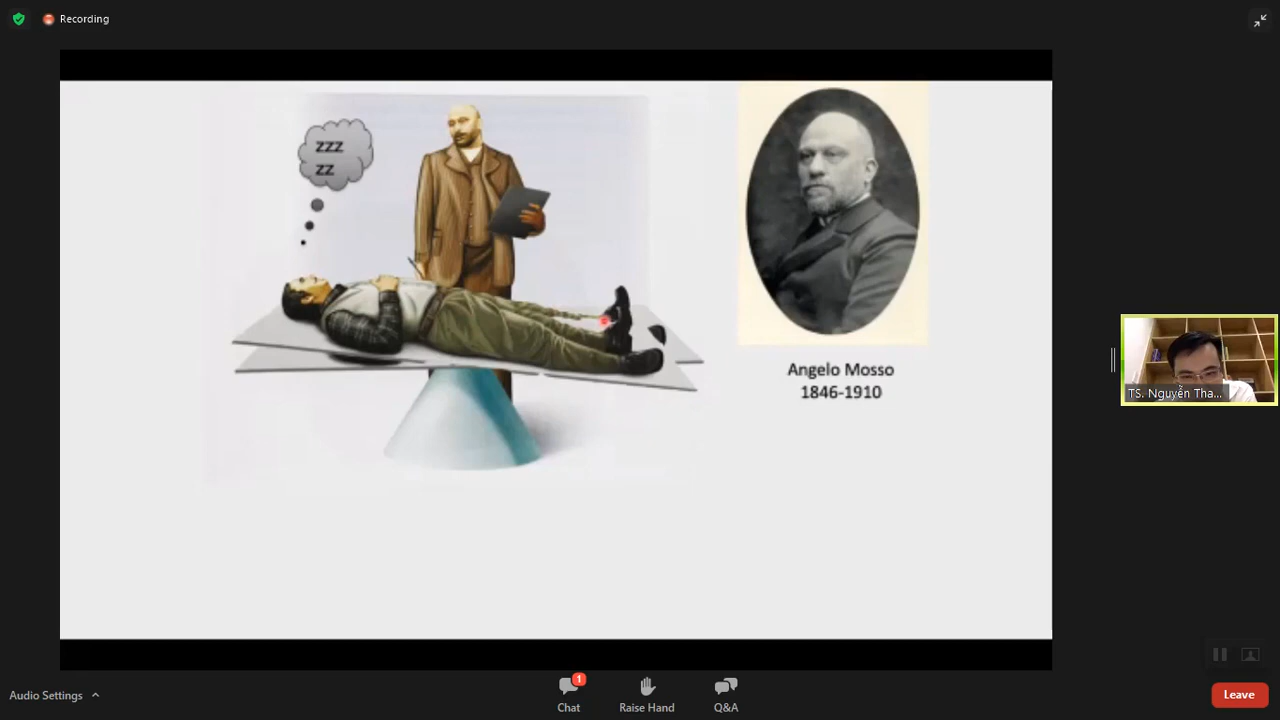 Recording
zzz
zz
Angelo Mosso
1846-1910
TS. Nguyễn Tha...
Audio Settings
1
Chat
Raise Hand
Q&A
Leave